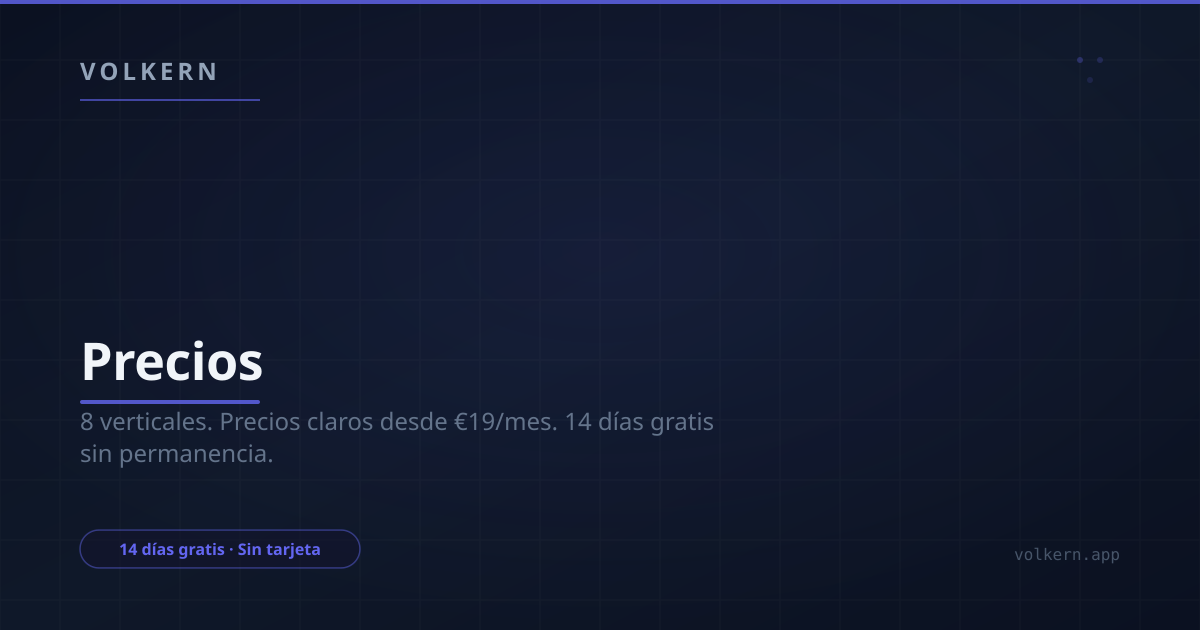 VOLKERN
Precios
8 verticales. Precios claros desde €19/mes. 14 días gratis
sin permanencia.
14 días gratis · Sin tarjeta
volkern.app